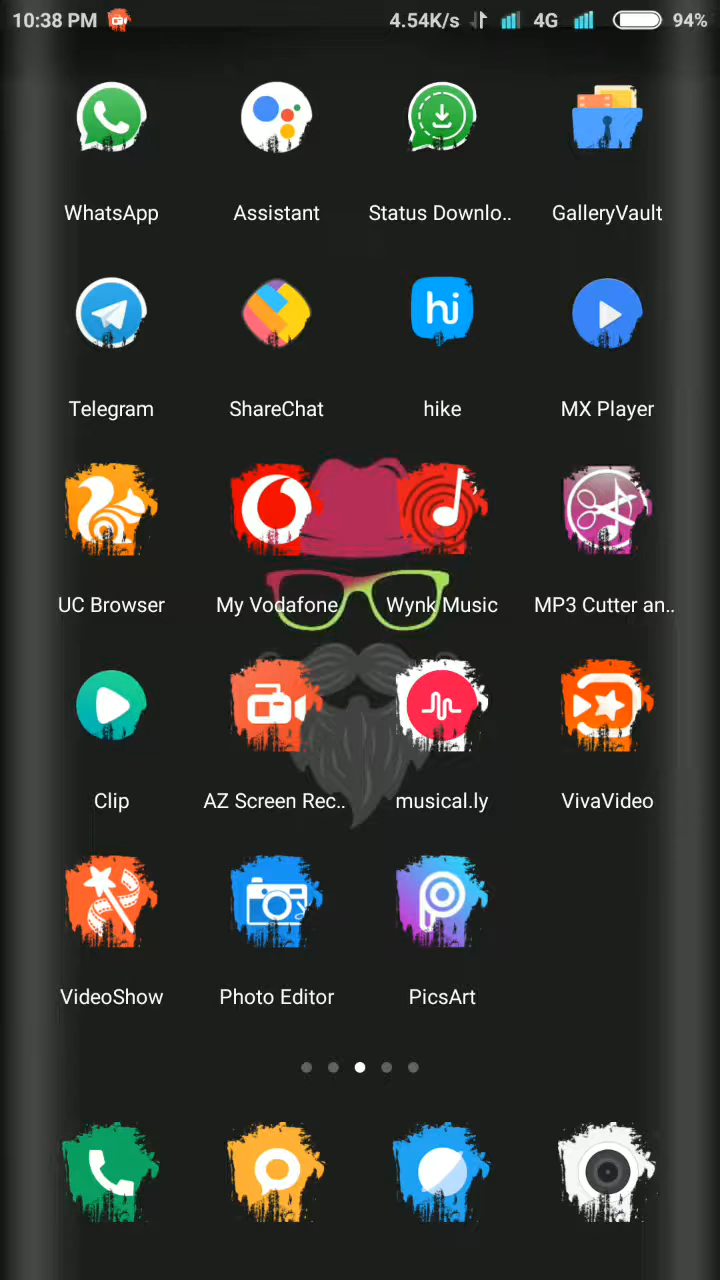 10:38 PM 4.54K/s 4G 94%
WhatsApp Assistant Status Downlo.. GalleryVault
hi
Telegram ShareChat hike MX Player
UC Browser My Vodafone Wynk Music MP3 Cutter an..
Clip AZ Screen Rec.. musical.ly VivaVideo
VideoShow Photo Editor PicsArt